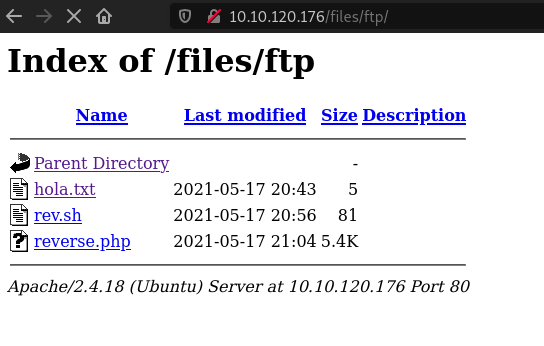 10.10.120.176/files/ftp/
Index of /files/ftp
Name Last modified Size Description
Parent Directory -
hola.txt 2021-05-17 20:43 5
rev.sh 2021-05-17 20:56 81
reverse.php 2021-05-17 21:04 5.4K
Apache/2.4.18 (Ubuntu) Server at 10.10.120.176 Port 80